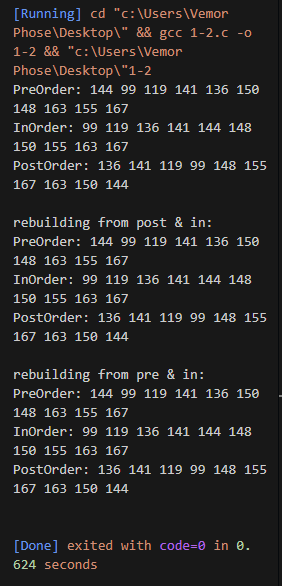 [Running] cd "c:\Users\Vemor
Phose\Desktop\" && gcc 1-2.c -o
1-2 && "c:\Users\Vemor
Phose\Desktop\"1-2
PreOrder: 144 99 119 141 136 150
148 163 155 167
InOrder: 99 119 136 141 144 148
150 155 163 167
PostOrder: 136 141 119 99 148 155
167 163 150 144
rebuilding from post & in:
PreOrder: 144 99 119 141 136 150
148 163 155 167
InOrder: 99 119 136 141 144 148
150 155 163 167
PostOrder: 136 141 119 99 148 155
167 163 150 144
rebuilding from pre & in:
PreOrder: 144 99 119 141 136 150
148 163 155 167
InOrder: 99 119 136 141 144 148
150 155 163 167
PostOrder: 136 141 119 99 148 155
167 163 150 144
[Done] exited with code=0 in 0.
624 seconds